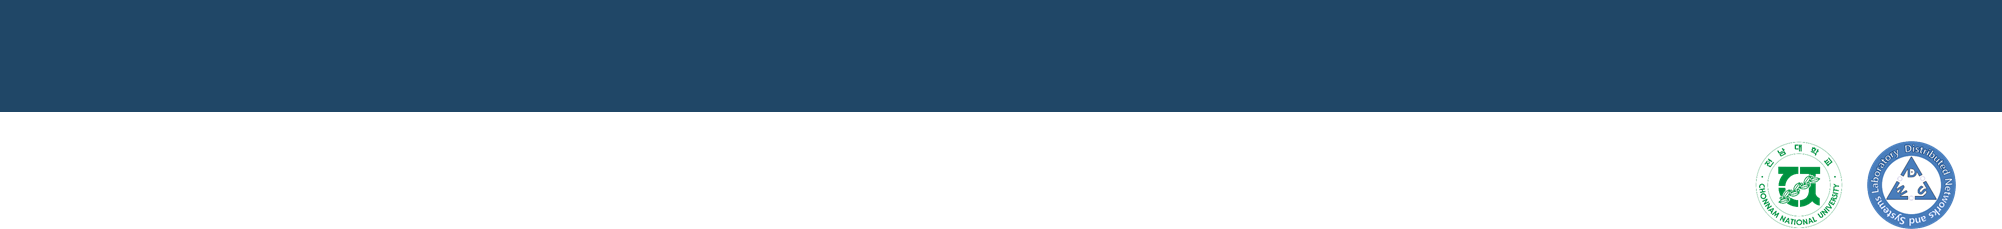 전남대학교
CHONNAM NATIONAL UNIVERSITY
Distributed Networks and Systems Laboratory
D
N S